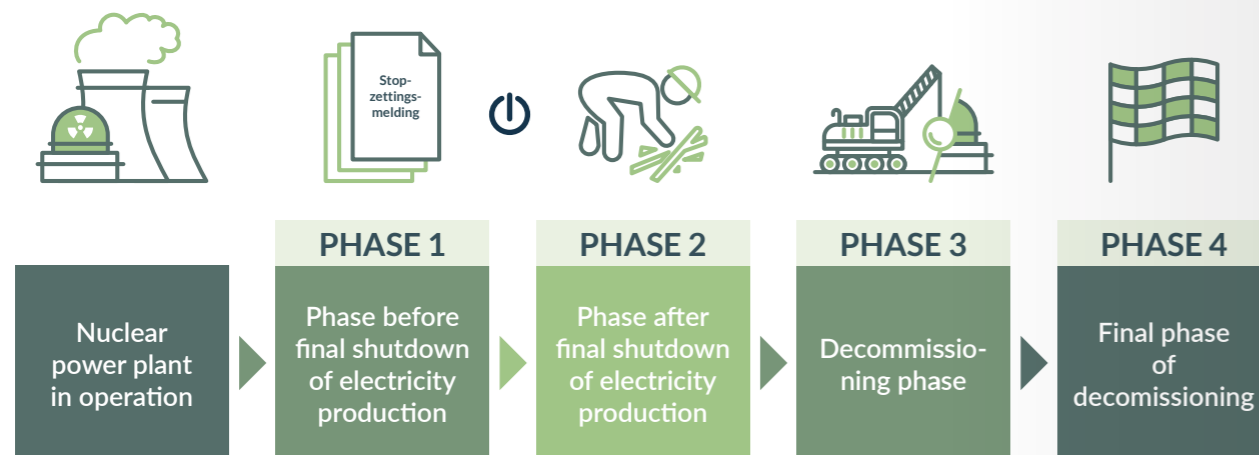 Stop-
zettings-
melding
PHASE 1
PHASE 2
PHASE 3
PHASE 4
Nuclear
power plant
in operation
Phase before
final shutdown
of electricity
production
Phase after
final shutdown
of electricity
production
Decommissio-
ning phase
Final phase
of
decomissioning